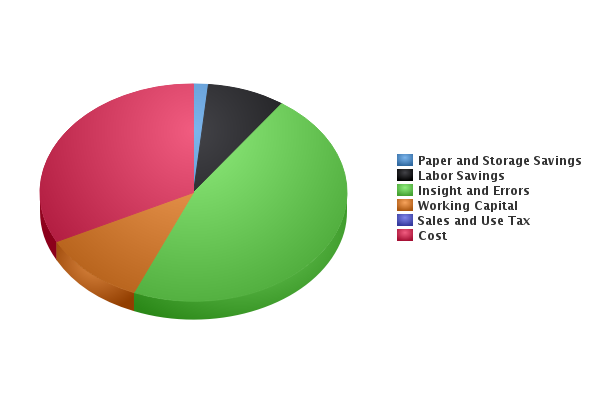 Paper and Storage Savings
Labor Savings
Insight and Errors
Working Capital
Sales and Use Tax
Cost